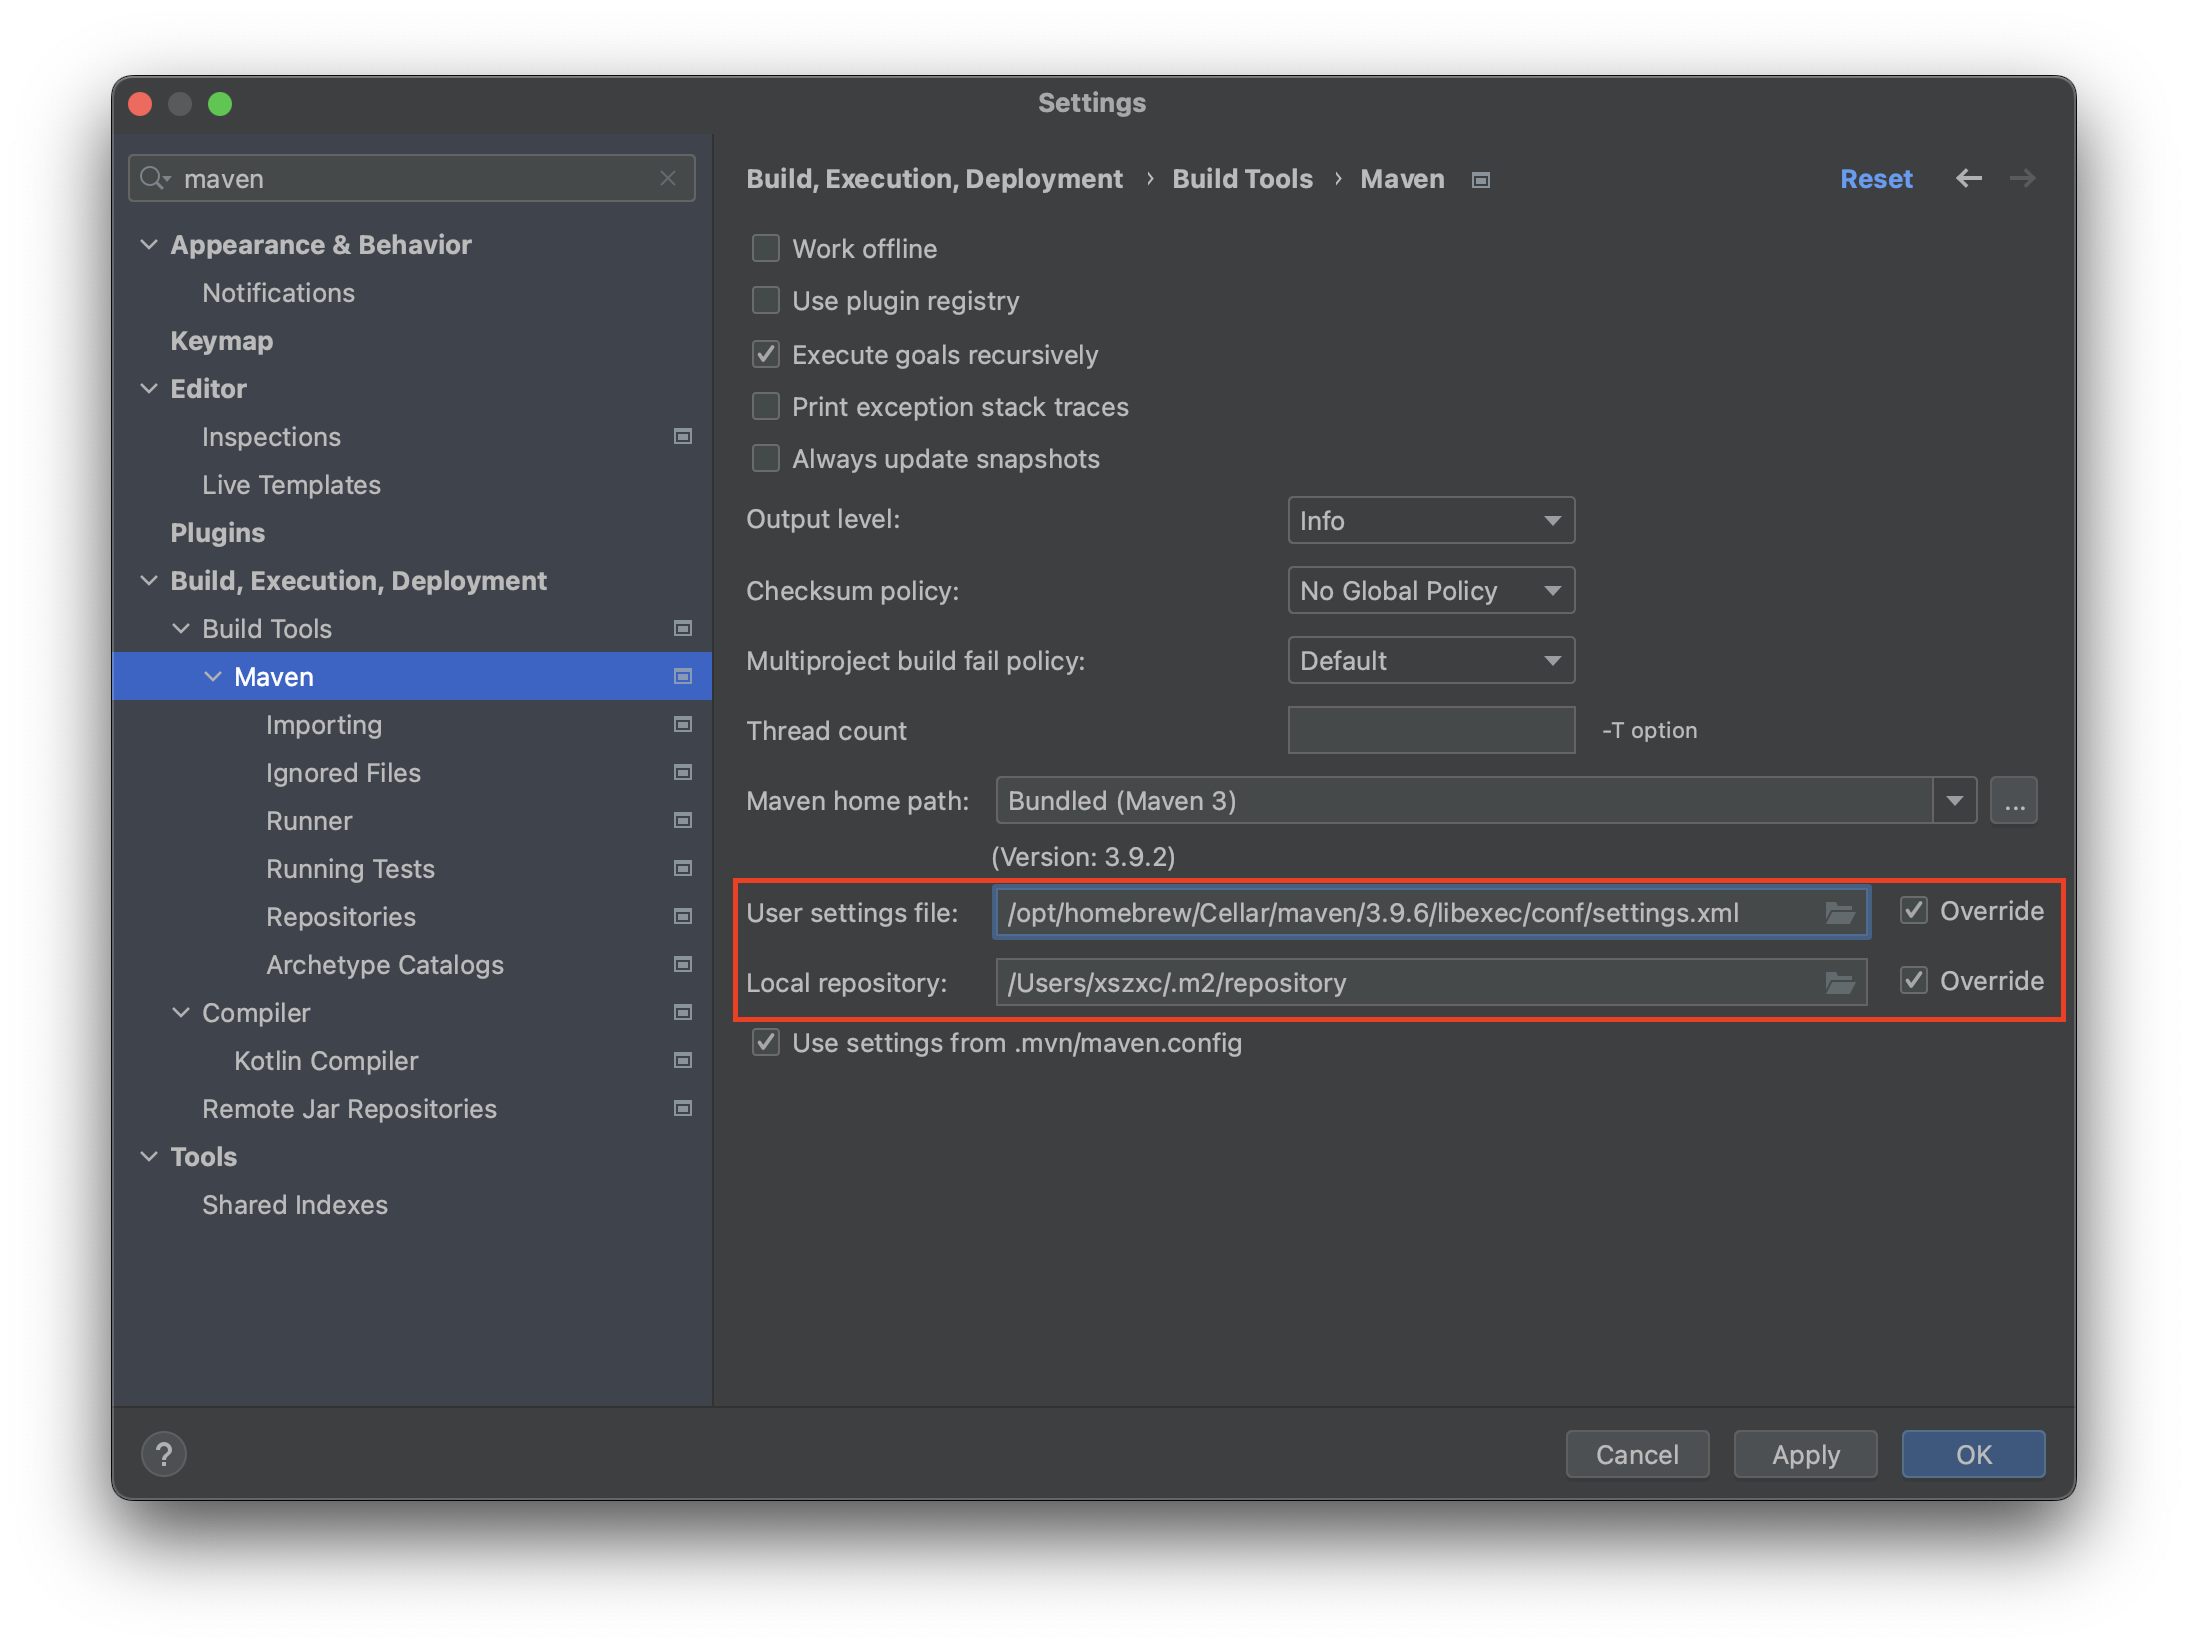 Settings
maven
Appearance & Behavior
Notifications
Keymap
Editor
Inspections
Live Templates
Plugins
Build, Execution, Deployment
Build Tools
Maven
Importing
Ignored Files
Runner
Running Tests
Repositories
Archetype Catalogs
Compiler
Kotlin Compiler
Remote Jar Repositories
Tools
Shared Indexes
Build, Execution, Deployment › Build Tools › Maven
Reset
Work offline
Use plugin registry
Execute goals recursively
Print exception stack traces
Always update snapshots
Output level: Info
Checksum policy: No Global Policy
Multiproject build fail policy: Default
Thread count -T option
Maven home path: Bundled (Maven 3) ...
(Version: 3.9.2)
User settings file: /opt/homebrew/Cellar/maven/3.9.6/libexec/conf/settings.xml Override
Local repository: /Users/xszxc/.m2/repository Override
Use settings from .mvn/maven.config
? Cancel Apply OK